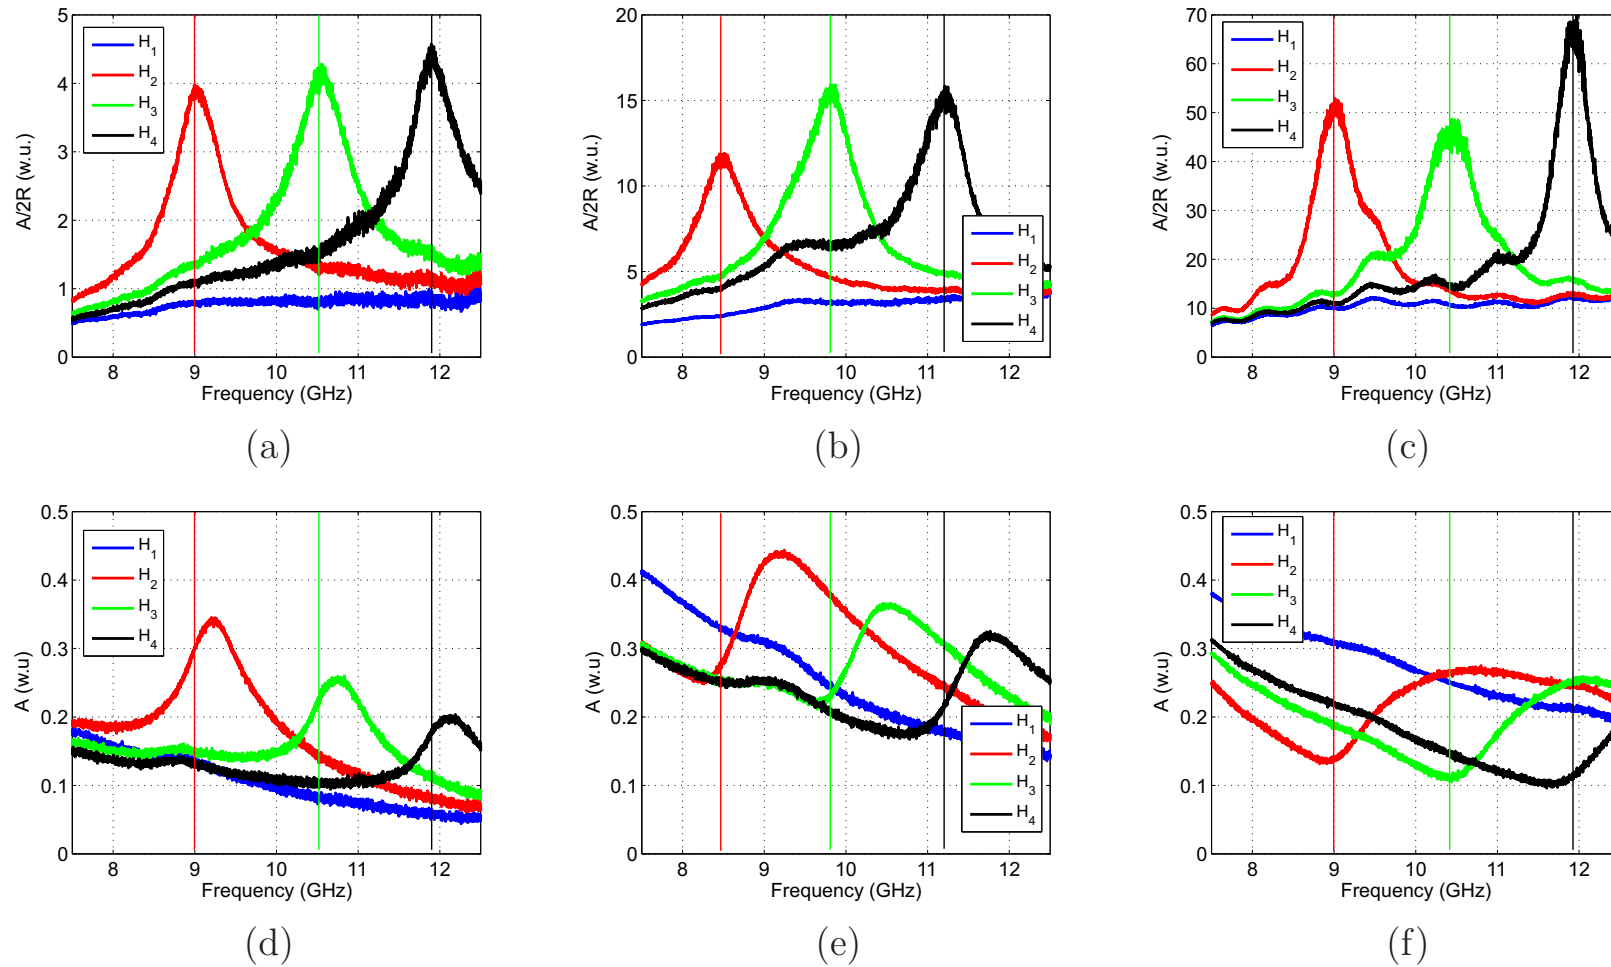 5
4
3
2
1
0
A/2R (w.u.)
H1
H2
H3
H4
8 9 10 11 12
Frequency (GHz)
(a)
20
15
10
5
0
A/2R (w.u.)
H1
H2
H3
H4
8 9 10 11 12
Frequency (GHz)
(b)
70
60
50
40
30
20
10
0
A/2R (w.u.)
H1
H2
H3
H4
8 9 10 11 12
Frequency (GHz)
(c)
0.5
0.4
0.3
0.2
0.1
0
A (w.u)
H1
H2
H3
H4
8 9 10 11 12
Frequency (GHz)
(d)
0.5
0.4
0.3
0.2
0.1
0
A (w.u)
H1
H2
H3
H4
8 9 10 11 12
Frequency (GHz)
(e)
0.5
0.4
0.3
0.2
0.1
0
A (w.u)
H1
H2
H3
H4
8 9 10 11 12
Frequency (GHz)
(f)